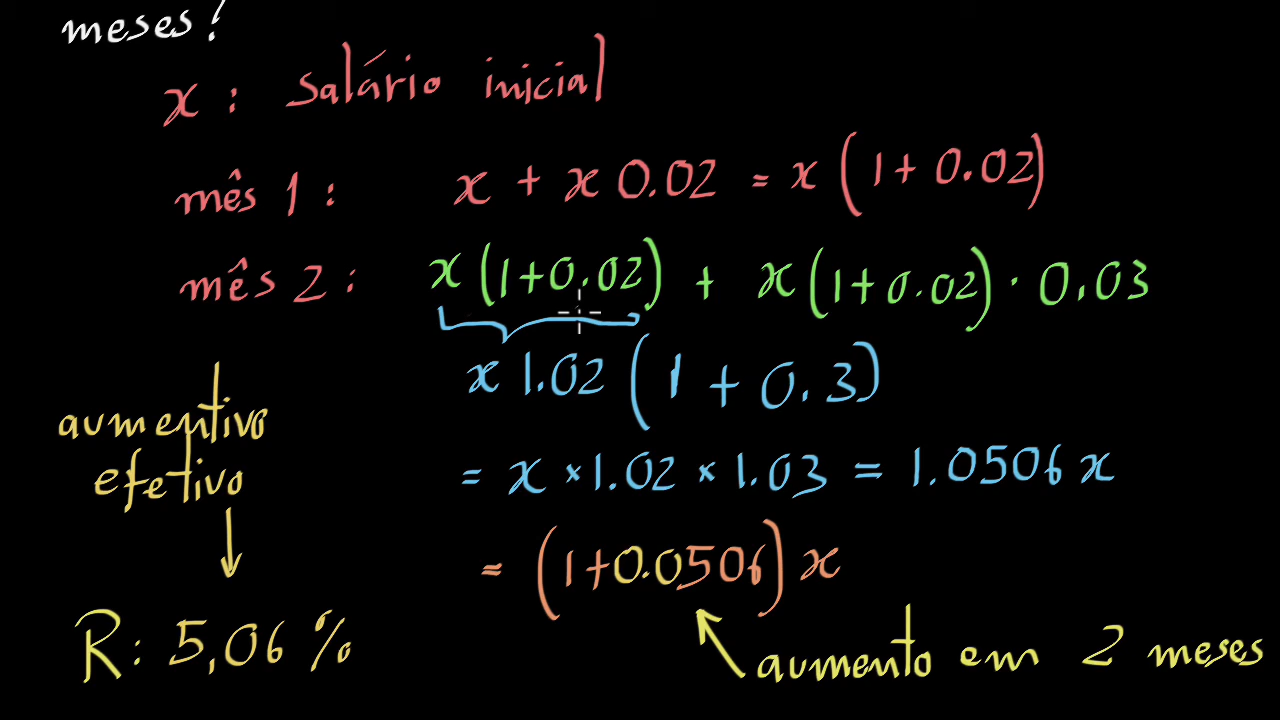 meses?
x: Salário inicial
mês 1: x + x 0.02 = x (1+0.02)
mês 2: x(1+0.02) + x(1+0.02)·0.03
x 1.02 (1 + 0.3)
aumentivo
efetivo
= x × 1.02 × 1.03 = 1.0506 x
= (1+0.0506) x
R: 5,06 %
aumento em 2 meses